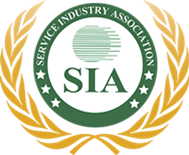 SERVICE INDUSTRY ASSOCIATION
SIA